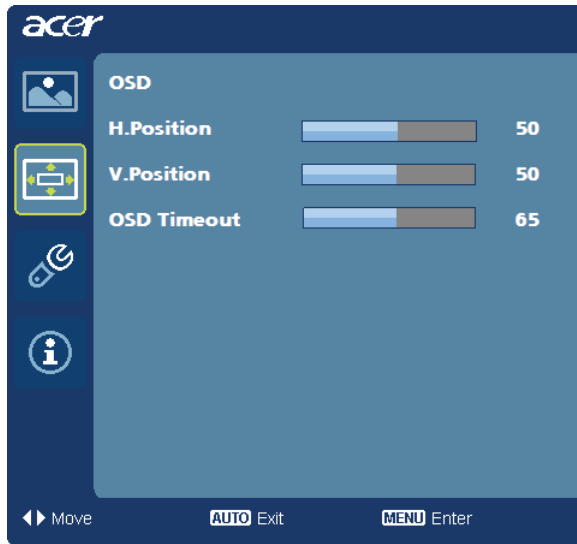 acer
OSD
H.Position 50
V.Position 50
OSD Timeout 65
Move AUTO Exit MENU Enter